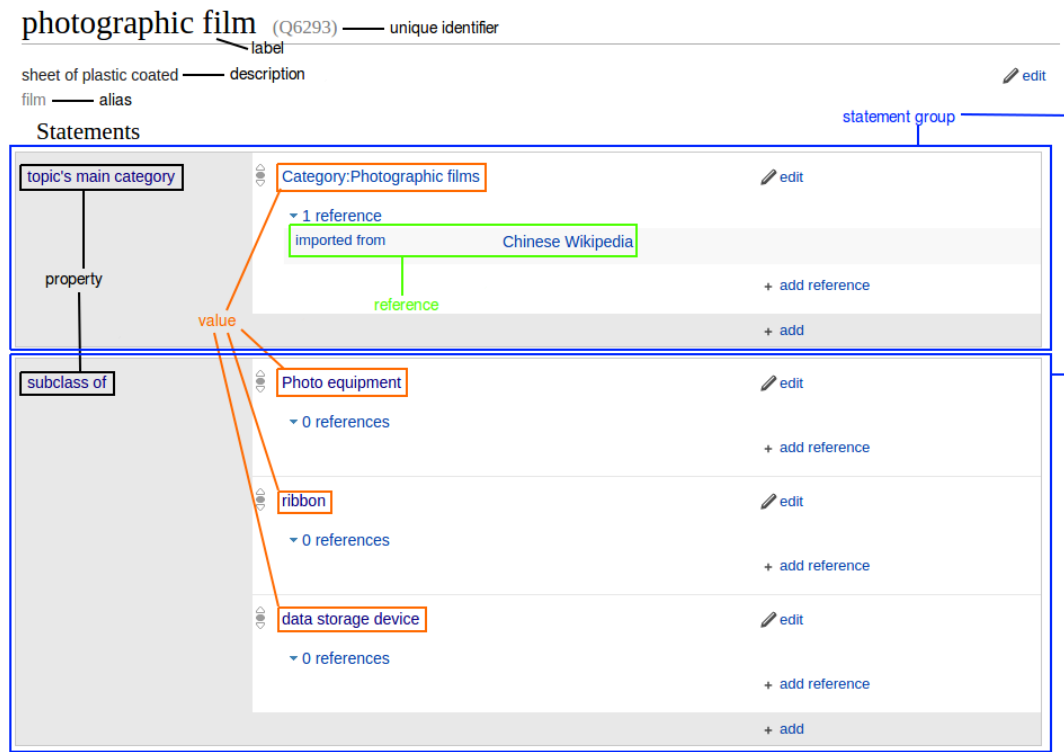 photographic film (Q6293) unique identifier
label
sheet of plastic coated description
edit
film alias
statement group
Statements
topic's main category
Category:Photographic films
edit
1 reference
imported from Chinese Wikipedia
property
+ add reference
reference
value
+ add
subclass of
Photo equipment
edit
0 references
+ add reference
ribbon
edit
0 references
+ add reference
data storage device
edit
0 references
+ add reference
+ add